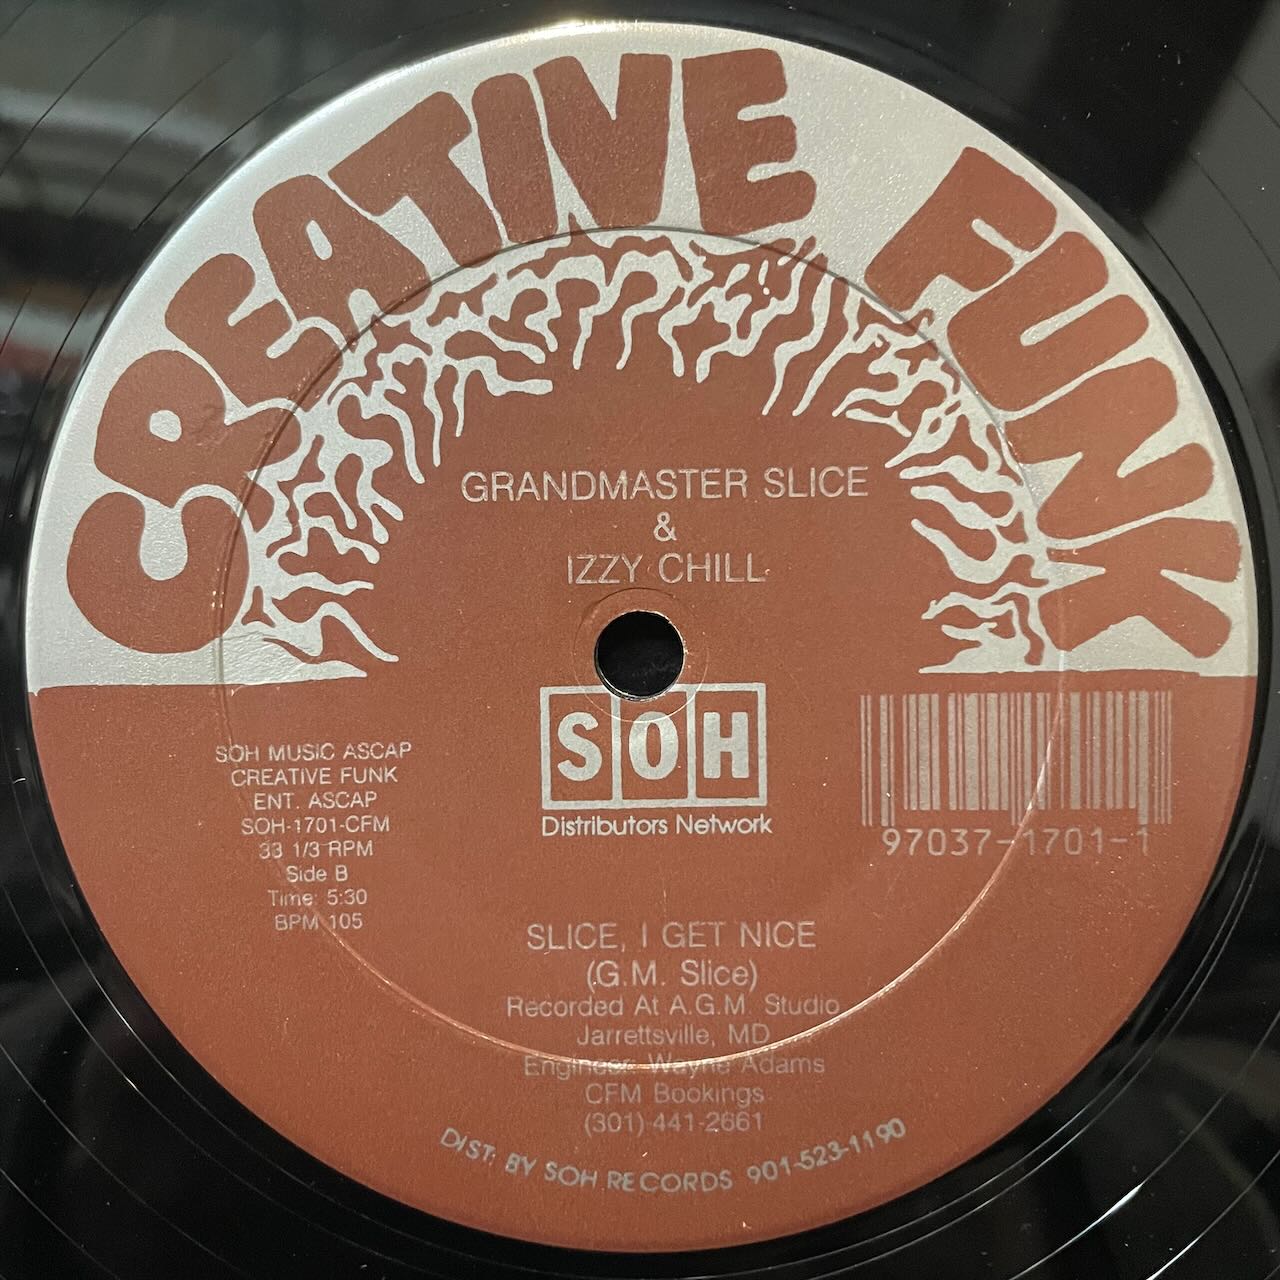 CREATIVE FUNK
GRANDMASTER SLICE
&
IZZY CHILL
SOH
Distributors Network
SOH MUSIC ASCAP
CREATIVE FUNK
ENT. ASCAP
SOH-1701-CFM
33 1/3 RPM
Side B
Time: 5:30
BPM 105
97037-1701-1
SLICE, I GET NICE
(G.M. Slice)
Recorded At A.G.M. Studio
Jarrettsville, MD
Engineer: Wayne Adams
CFM Bookings
(301) 441-2661
DIST. BY SOH RECORDS 901-523-1190